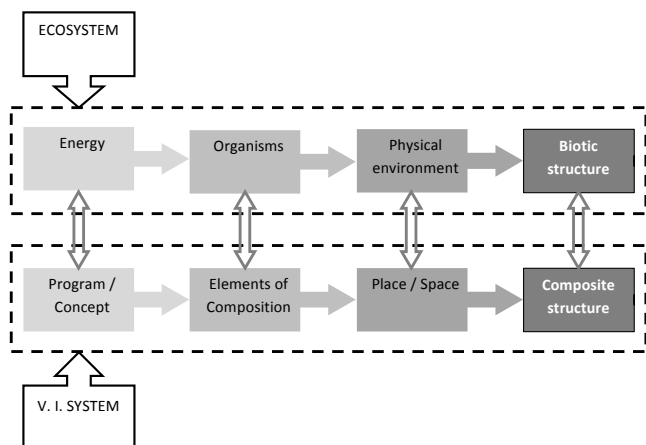 ECOSYSTEM
Energy
Organisms
Physical
environment
Biotic
structure
Program /
Concept
Elements of
Composition
Place / Space
Composite
structure
V. I. SYSTEM